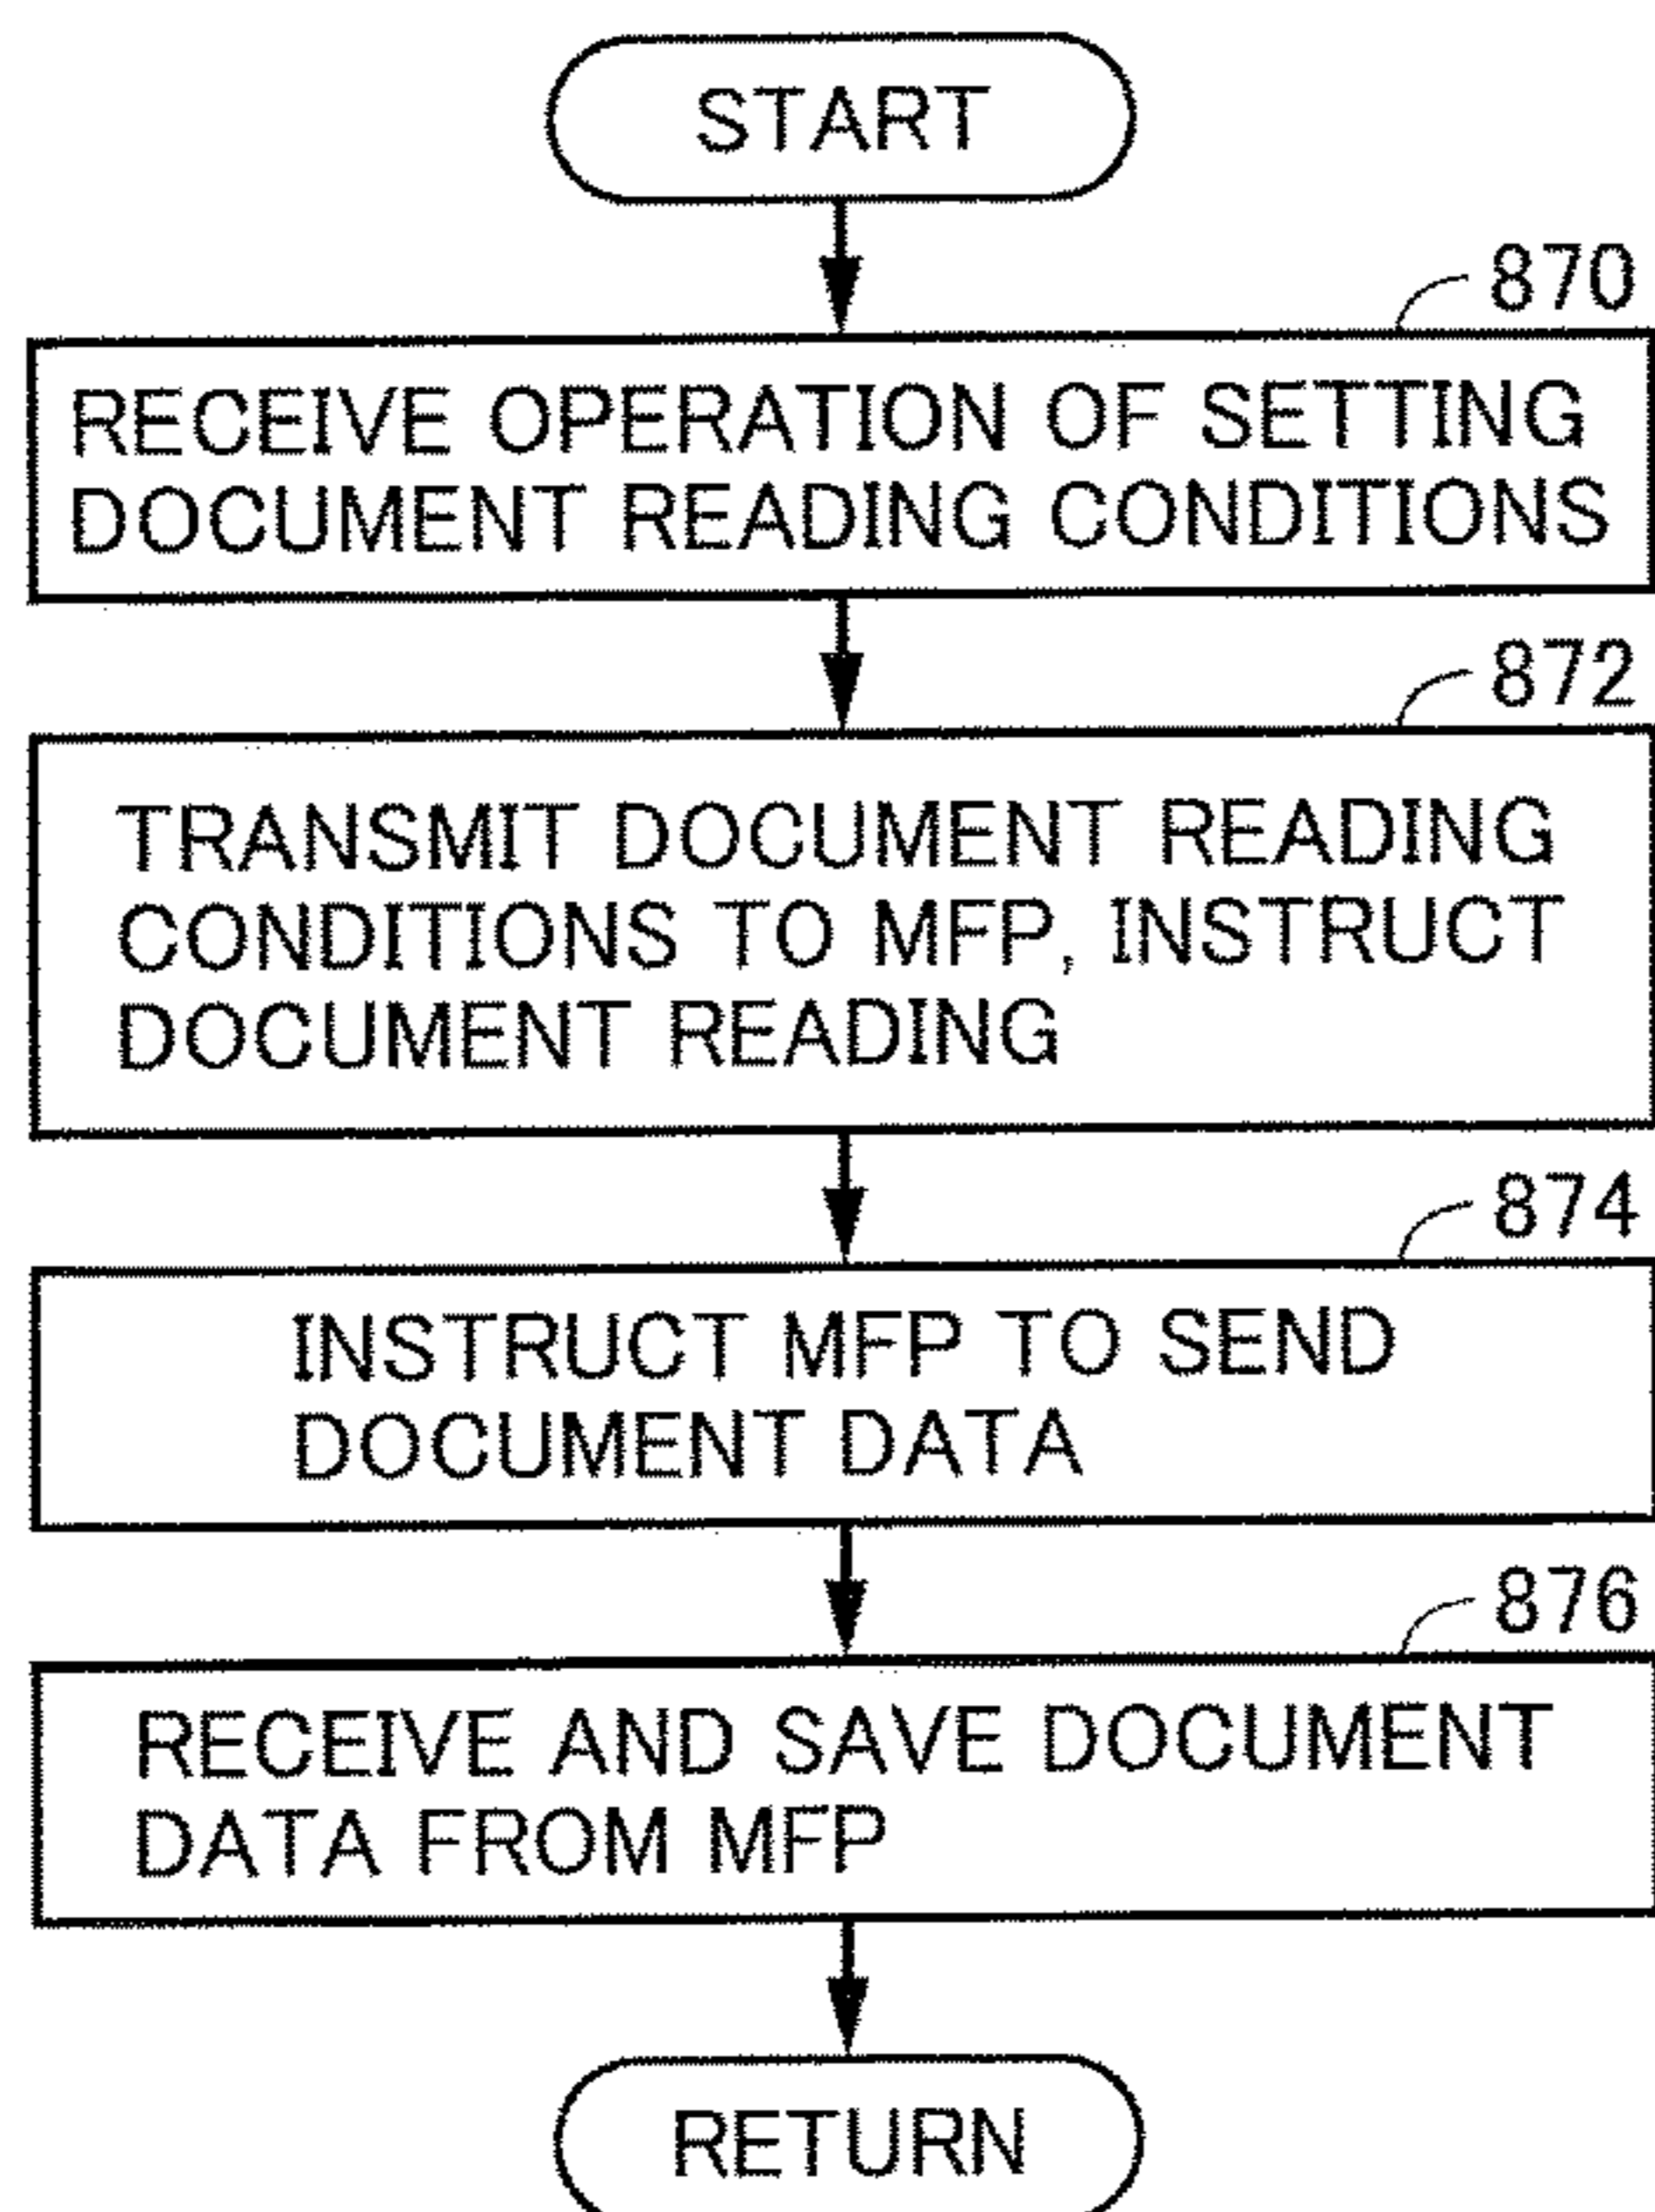 START
870
RECEIVE OPERATION OF SETTING
DOCUMENT READING CONDITIONS
872
TRANSMIT DOCUMENT READING
CONDITIONS TO MFP, INSTRUCT
DOCUMENT READING
874
INSTRUCT MFP TO SEND
DOCUMENT DATA
876
RECEIVE AND SAVE DOCUMENT
DATA FROM MFP
RETURN